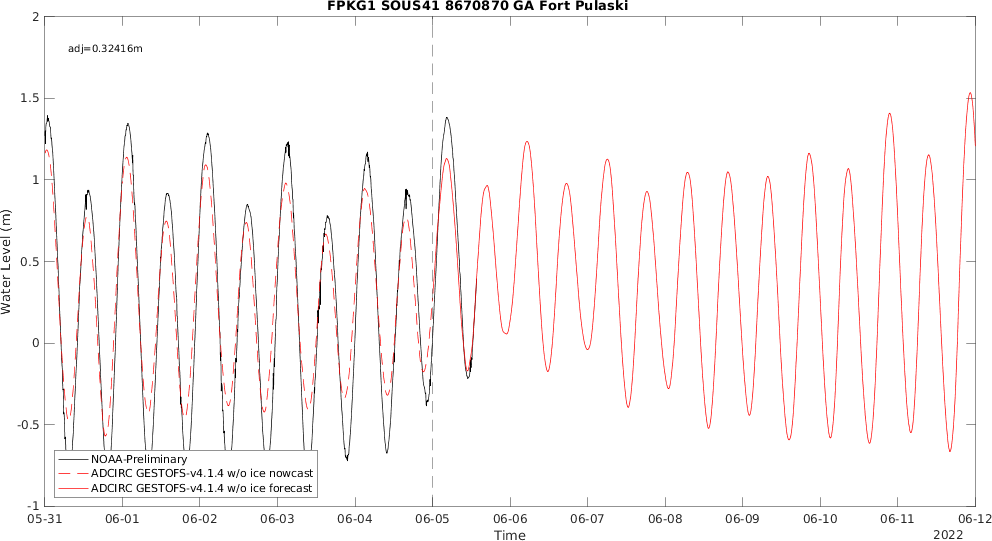 FPKG1 SOUS41 8670870 GA Fort Pulaski
adj=0.32416m
2
1.5
1
0.5
0
-0.5
-1
Water Level (m)
NOAA-Preliminary
ADCIRC GESTOFS-v4.1.4 w/o ice nowcast
ADCIRC GESTOFS-v4.1.4 w/o ice forecast
05-31 06-01 06-02 06-03 06-04 06-05 06-06 06-07 06-08 06-09 06-10 06-11 06-12
Time
2022